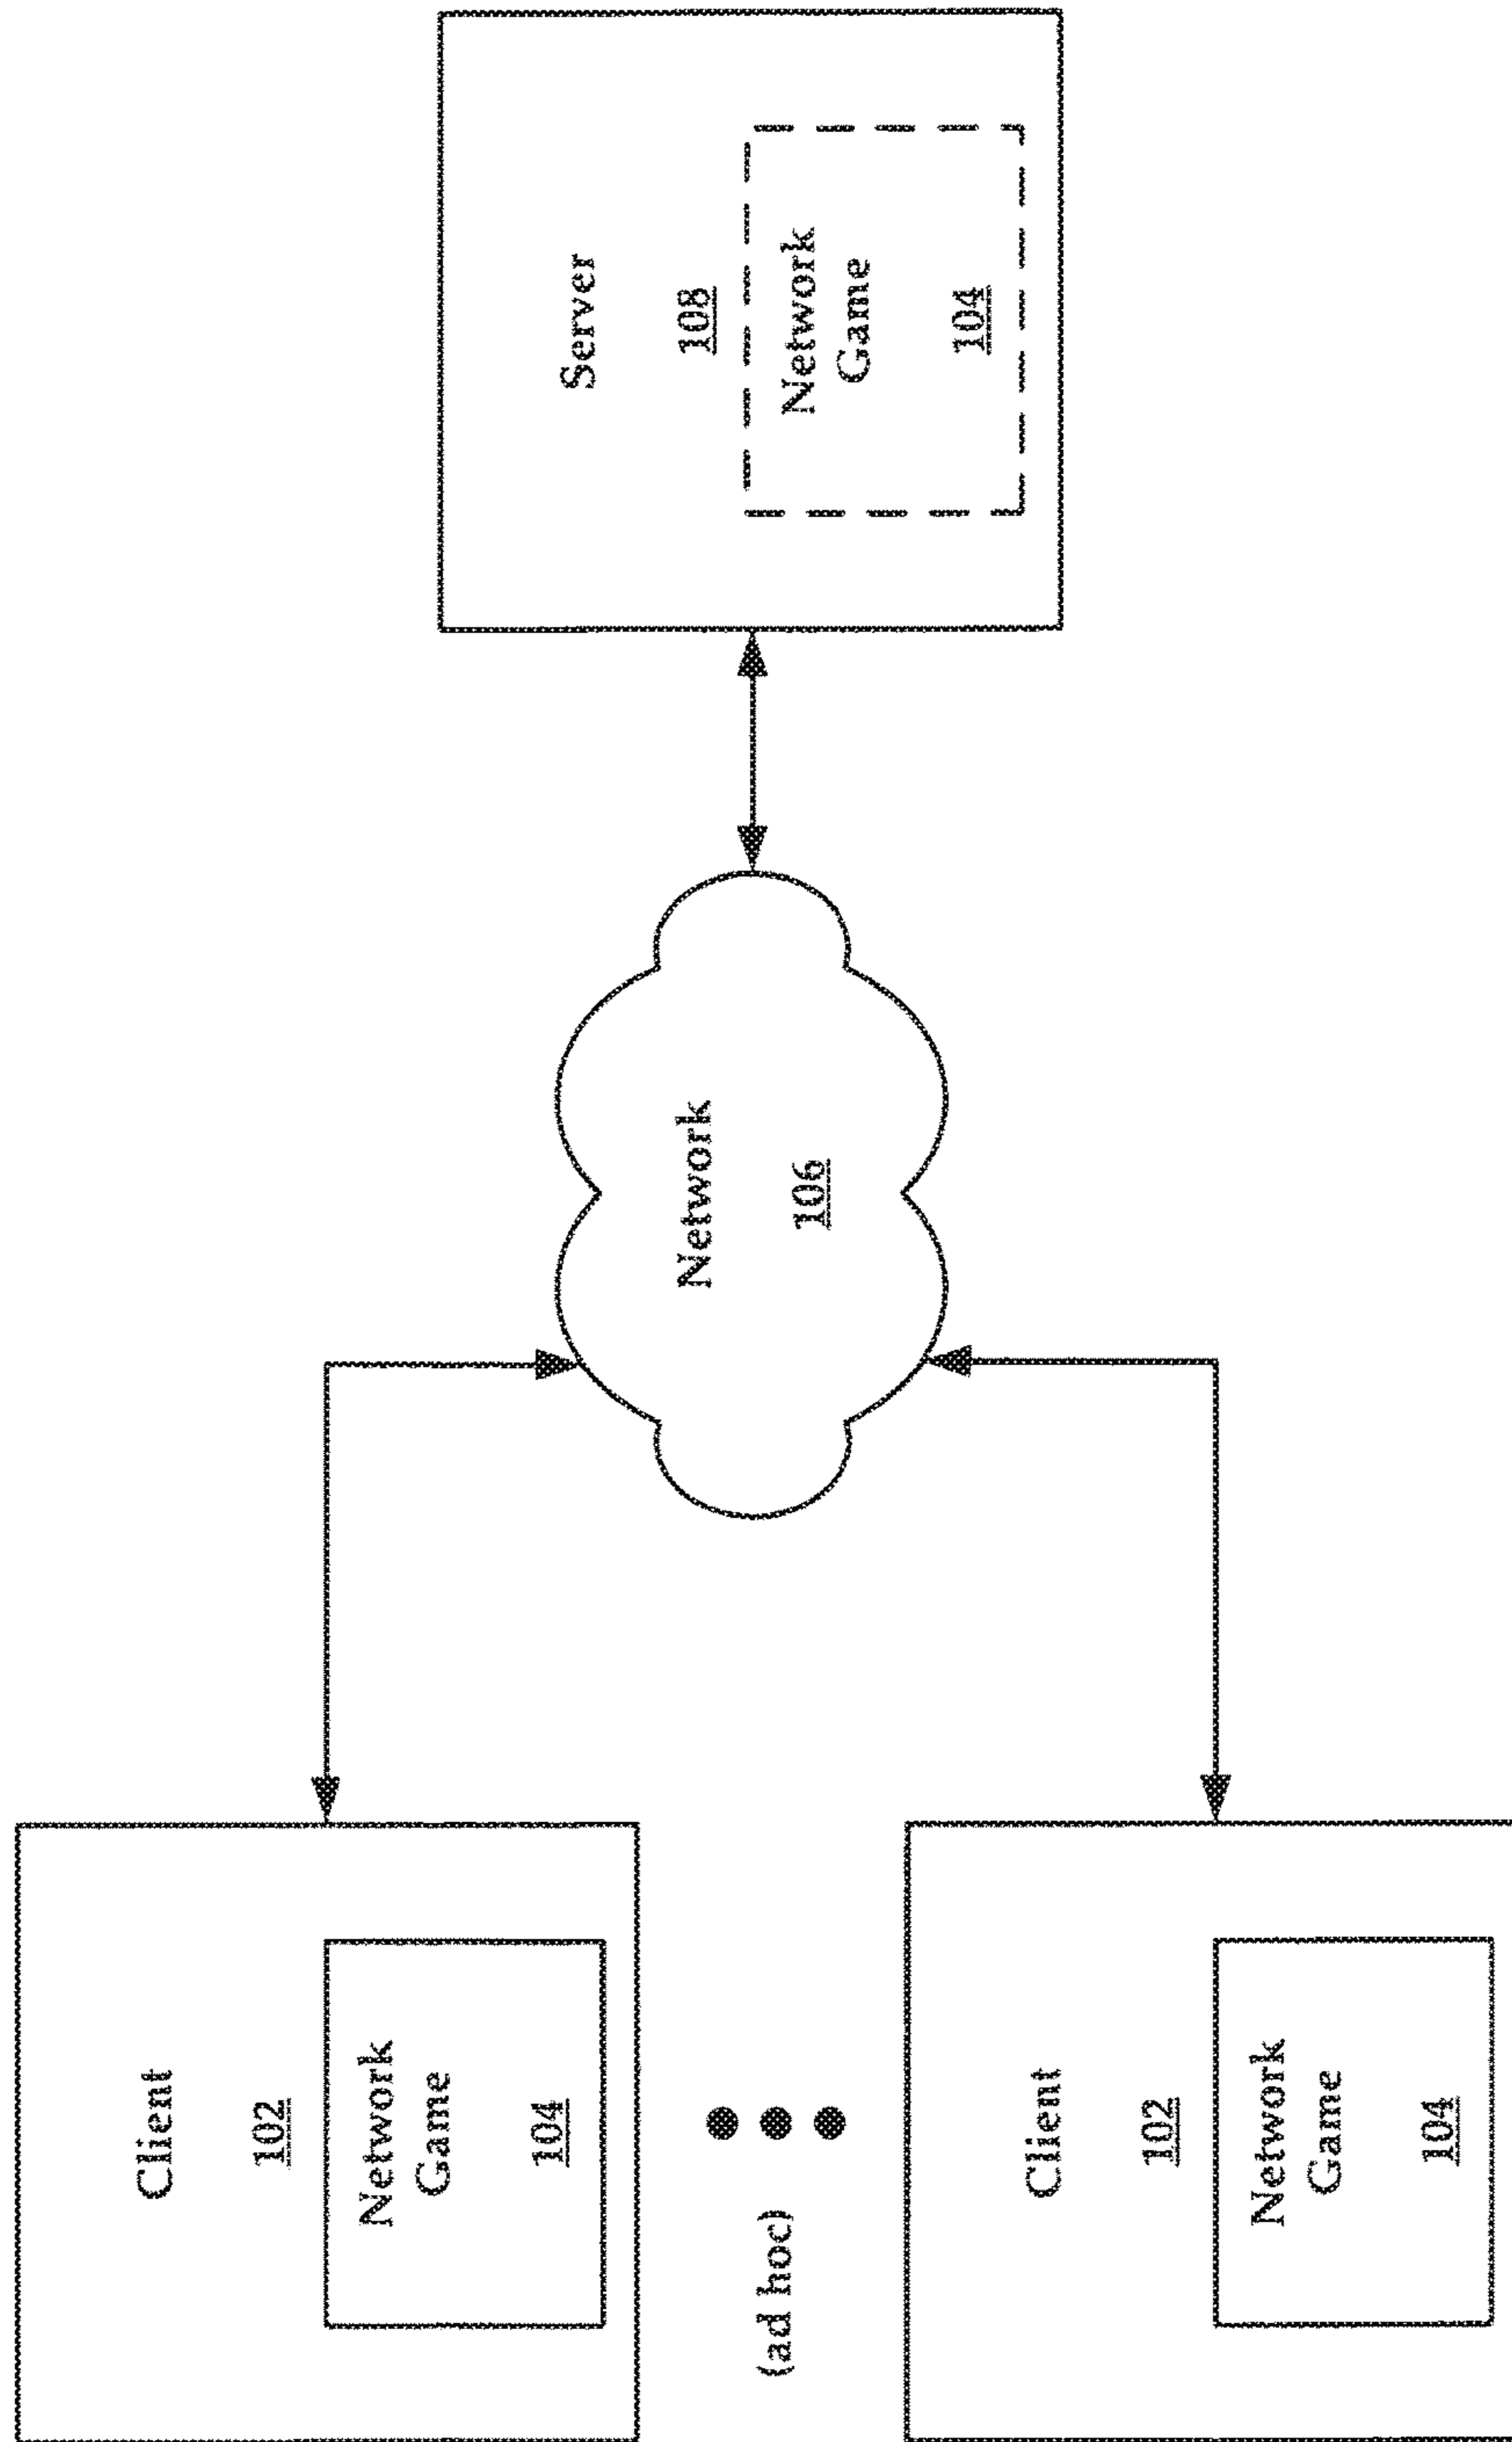 Client
102
Network
Game
104
(ad hoc)
Client
102
Network
Game
104
Network
106
Server
108
Network
Game
104